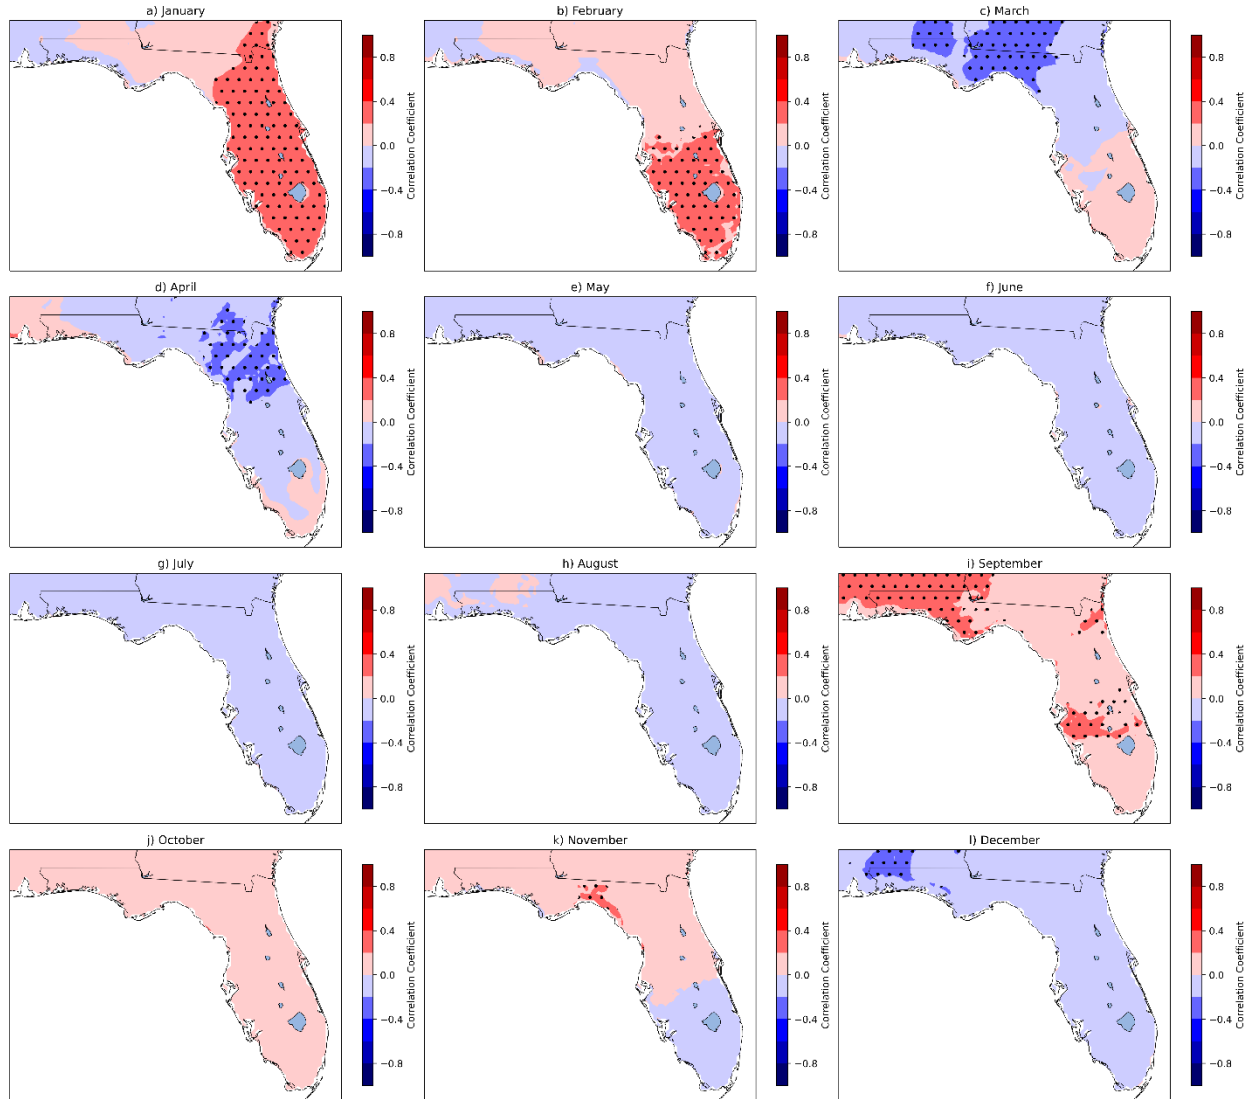 a) January
0.8
0.4
0.0
−0.4
−0.8
Correlation Coefficient
b) February
0.8
0.4
0.0
−0.4
−0.8
Correlation Coefficient
c) March
0.8
0.4
0.0
−0.4
−0.8
Correlation Coefficient
d) April
0.8
0.4
0.0
−0.4
−0.8
Correlation Coefficient
e) May
0.8
0.4
0.0
−0.4
−0.8
Correlation Coefficient
f) June
0.8
0.4
0.0
−0.4
−0.8
Correlation Coefficient
g) July
0.8
0.4
0.0
−0.4
−0.8
Correlation Coefficient
h) August
0.8
0.4
0.0
−0.4
−0.8
Correlation Coefficient
i) September
0.8
0.4
0.0
−0.4
−0.8
Correlation Coefficient
j) October
0.8
0.4
0.0
−0.4
−0.8
Correlation Coefficient
k) November
0.8
0.4
0.0
−0.4
−0.8
Correlation Coefficient
l) December
0.8
0.4
0.0
−0.4
−0.8
Correlation Coefficient